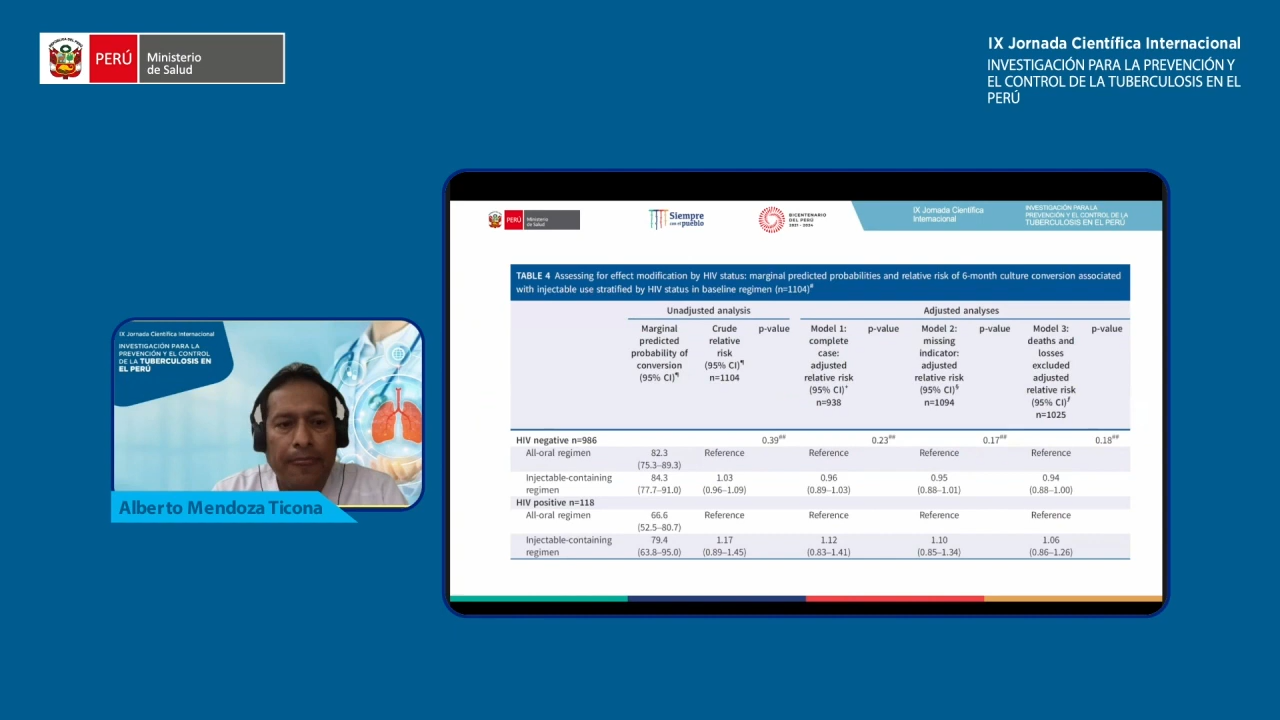 PERÚ
Ministerio
de Salud
IX Jornada Científica Internacional
INVESTIGACIÓN PARA LA PREVENCIÓN Y
EL CONTROL DE LA TUBERCULOSIS EN EL
PERÚ
PERÚ
Ministerio
de Salud
Siempre
con el pueblo
BICENTENARIO
DEL PERÚ
2021 - 2024
IX Jornada Científica
Internacional
INVESTIGACIÓN PARA LA
PREVENCIÓN Y EL CONTROL DE LA
TUBERCULOSIS EN EL PERÚ
TABLE 4 Assessing for effect modification by HIV status: marginal predicted probabilities and relative risk of 6-month culture conversion associated
with injectable use stratified by HIV status in baseline regimen (n=1104)#
Unadjusted analysis
Adjusted analyses
Marginal
predicted
probability of
conversion
(95% CI)¶
Crude
relative
risk
(95% CI)¶
n=1104
p-value
Model 1:
complete
case:
adjusted
relative risk
(95% CI)+
n=938
p-value
Model 2:
missing
indicator:
adjusted
relative risk
(95% CI)§
n=1094
p-value
Model 3:
deaths and
losses
excluded
adjusted
relative risk
(95% CI)ƒ
n=1025
p-value
HIV negative n=986 0.39## 0.23## 0.17## 0.18##
All-oral regimen 82.3 Reference Reference Reference Reference
(75.3–89.3)
Injectable-containing 84.3 1.03 0.96 0.95 0.94
regimen (77.7–91.0) (0.96–1.09) (0.89–1.03) (0.88–1.01) (0.88–1.00)
HIV positive n=118
All-oral regimen 66.6 Reference Reference Reference Reference
(52.5–80.7)
Injectable-containing 79.4 1.17 1.12 1.10 1.06
regimen (63.8–95.0) (0.89–1.45) (0.83–1.41) (0.85–1.34) (0.86–1.26)
IX Jornada Científica Internacional
INVESTIGACIÓN PARA LA
PREVENCIÓN Y EL CONTROL
DE LA TUBERCULOSIS EN
EL PERÚ
Alberto Mendoza Ticona